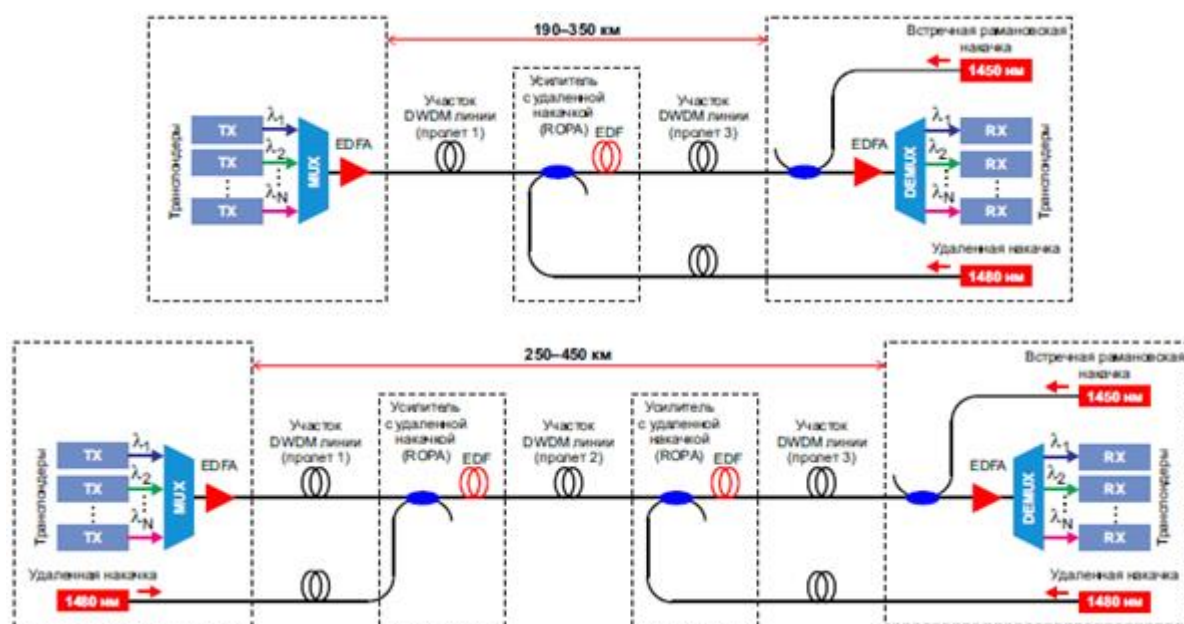 190–350 км
Встречная рамановская
накачка
1450 нм
Усилитель
с удаленной
накачкой
(ROPA)
EDF
Участок
DWDM линии
(пролет 1)
Участок
DWDM линии
(пролет 3)
Транспондеры
TX
TX
TX
λ1
λ2
λN
MUX
EDFA
EDFA
DEMUX
λ1
λ2
λN
RX
RX
RX
Транспондеры
Удаленная накачка
1480 нм
250–450 км
Встречная рамановская
накачка
1450 нм
Участок
DWDM линии
(пролет 1)
Усилитель
с удаленной
накачкой
(ROPA)
EDF
Участок
DWDM линии
(пролет 2)
Усилитель
с удаленной
накачкой
(ROPA)
EDF
Участок
DWDM линии
(пролет 3)
Транспондеры
TX
TX
TX
λ1
λ2
λN
MUX
EDFA
EDFA
DEMUX
λ1
λ2
λN
RX
RX
RX
Транспондеры
Удаленная накачка
1480 нм
Удаленная накачка
1480 нм